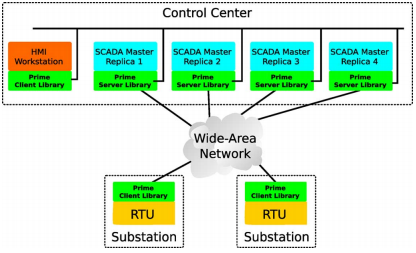 Control Center
HMI
Workstation
Prime
Client Library
SCADA Master
Replica 1
Prime
Server Library
SCADA Master
Replica 2
Prime
Server Library
SCADA Master
Replica 3
Prime
Server Library
SCADA Master
Replica 4
Prime
Server Library
Wide-Area
Network
Prime
Client Library
RTU
Substation
Prime
Client Library
RTU
Substation